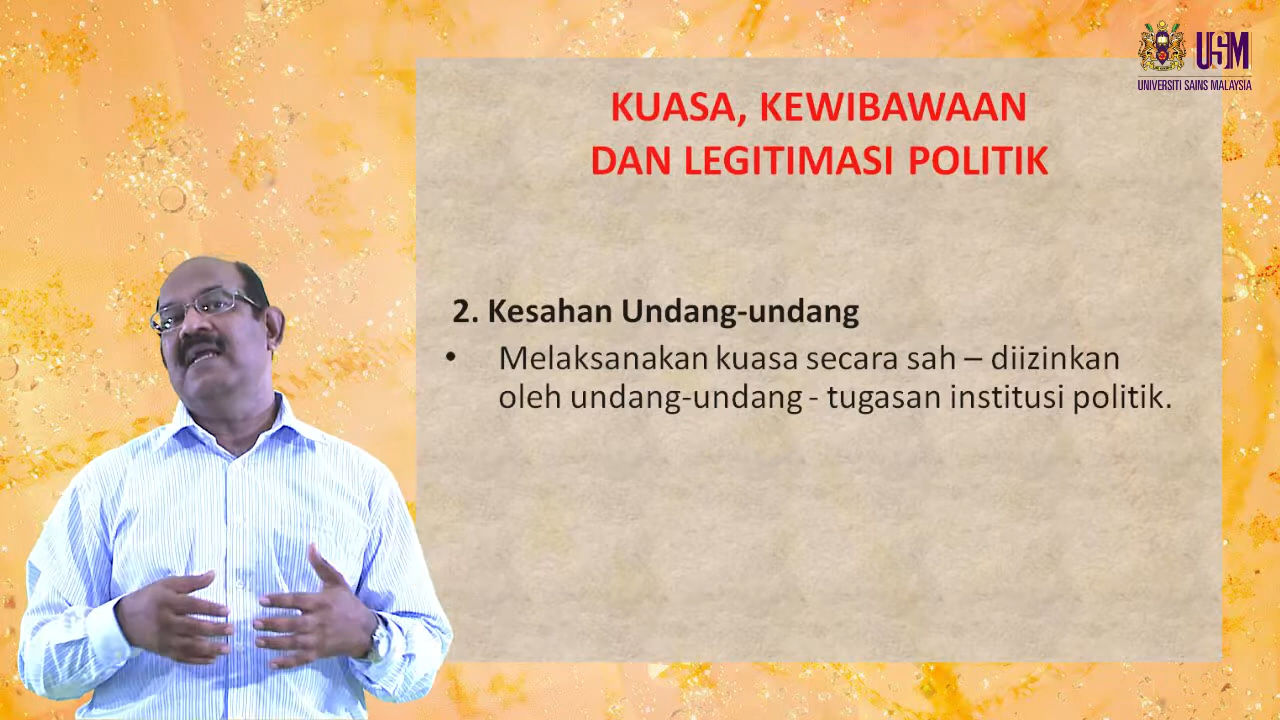 USM
UNIVERSITI SAINS MALAYSIA
KUASA, KEWIBAWAAN
DAN LEGITIMASI POLITIK
2. Kesahan Undang-undang
• Melaksanakan kuasa secara sah – diizinkan
oleh undang-undang - tugasan institusi politik.